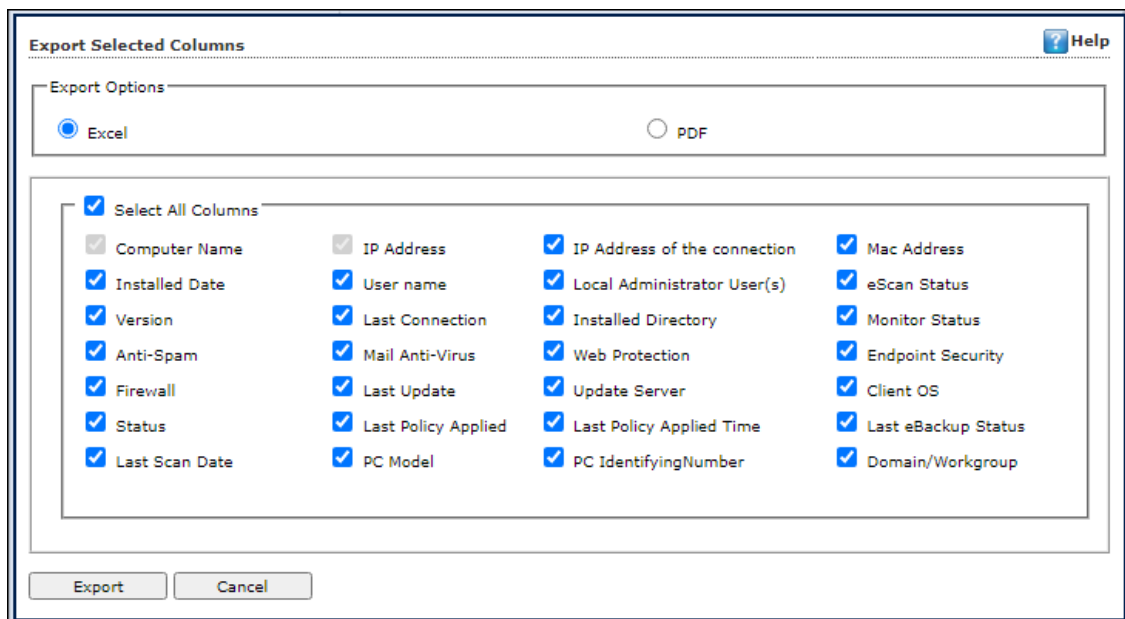 Export Selected Columns ? Help
Export Options
Excel PDF
Select All Columns
Computer Name IP Address IP Address of the connection Mac Address
Installed Date User name Local Administrator User(s) eScan Status
Version Last Connection Installed Directory Monitor Status
Anti-Spam Mail Anti-Virus Web Protection Endpoint Security
Firewall Last Update Update Server Client OS
Status Last Policy Applied Last Policy Applied Time Last eBackup Status
Last Scan Date PC Model PC IdentifyingNumber Domain/Workgroup
Export Cancel